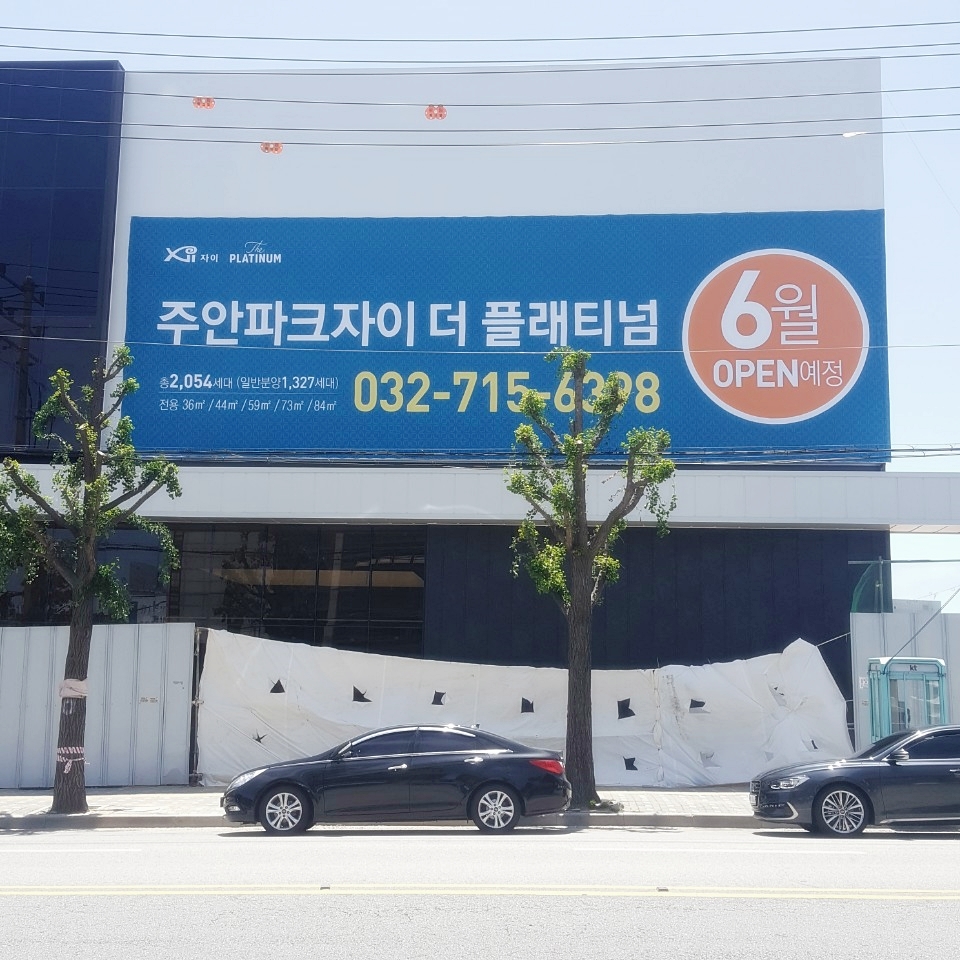 Xi 자이 The PLATINUM
주안파크자이 더 플래티넘
총2,054세대 (일반분양1,327세대)
전용 36㎡ / 44㎡ / 59㎡ / 73㎡ / 84㎡
032-715-6398
6월
OPEN예정
kt